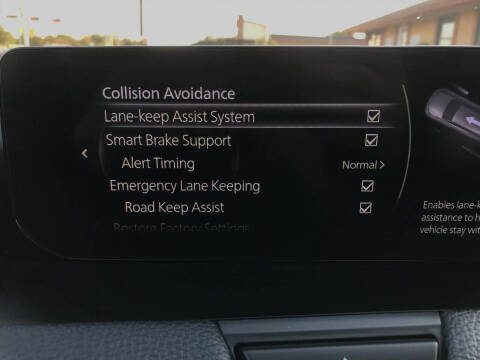 Collision Avoidance
Lane-keep Assist System
Smart Brake Support
Alert Timing Normal >
Emergency Lane Keeping
Road Keep Assist
Restore Factory Settings
Enables lane-k
assistance to h
vehicle stay wit